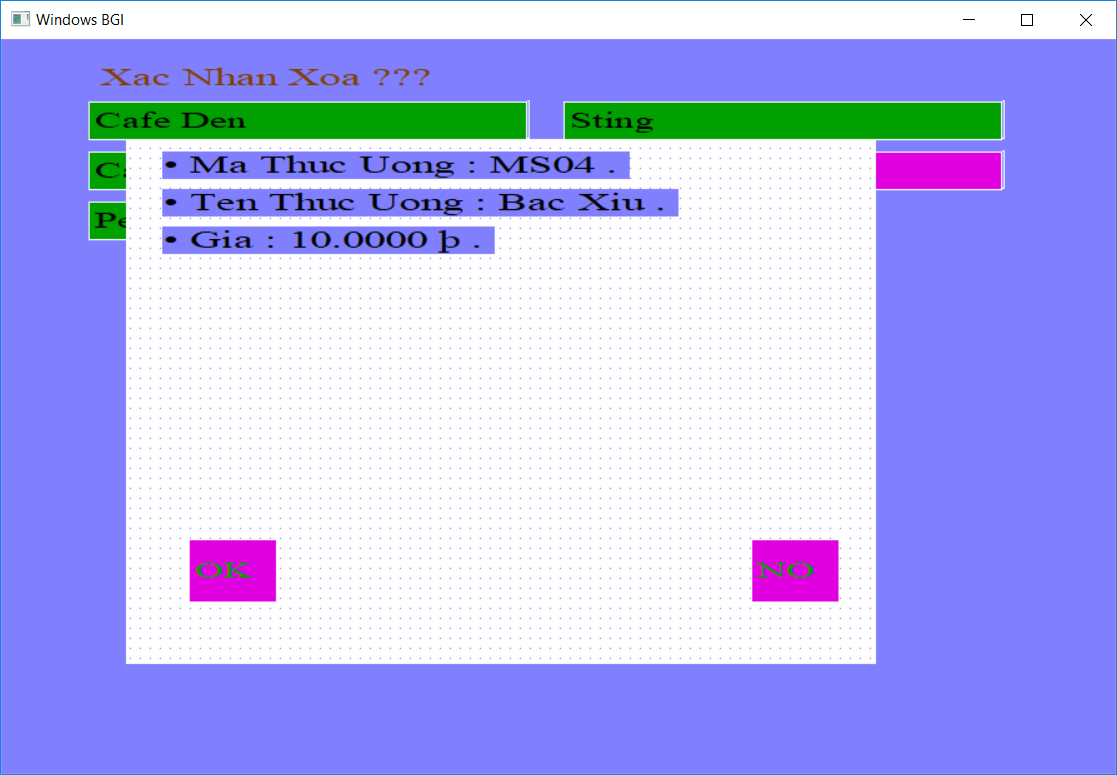 Windows BGI
Xac Nhan Xoa ???
Cafe Den
Sting
• Ma Thuc Uong : MS04 .
• Ten Thuc Uong : Bac Xiu .
• Gia : 10.0000 þ .
OK
NO